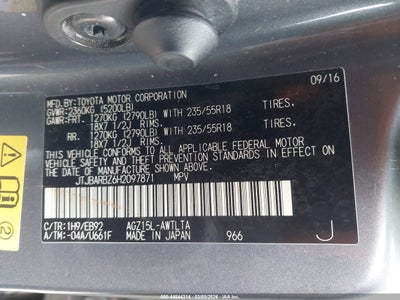 09/16
MFD.BY:TOYOTA MOTOR CORPORATION
GVWR:2360KG (5200LB)
GAWR:FRT. 1270KG (2790LB) WITH 235/55R18 TIRES.
18X7 1/2J RIMS.
RR. 1270KG (2790LB) WITH 235/55R18 TIRES.
18X7 1/2J RIMS.
THIS VEHICLE CONFORMS TO ALL APPLICABLE FEDERAL MOTOR
VEHICLE SAFETY STANDARDS IN EFFECT ON
THE DATE OF MANUFACTURE SHOWN ABOVE.
JTJBARBZ6H2097871 MPV
C/TR:1H9/EB92 AGZ15L-AWTLTA
A/TM:-04A/U661F MADE IN JAPAN 966 J